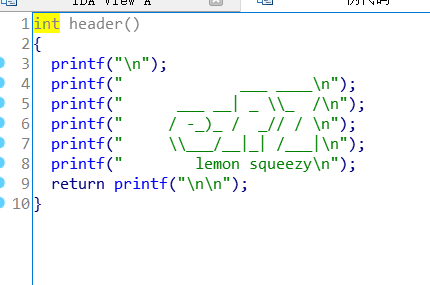 IDA View A
伪代码
1 int header()
2 {
3   printf("\n");
4   printf("              ___ ____\n");
5   printf("       ___ __| _ \\_  /\n");
6   printf("      / -_)_ /  _// / \n");
7   printf("      \\___/__|_| /___|\n");
8   printf("         lemon squeezy\n");
9   return printf("\n\n");
10 }